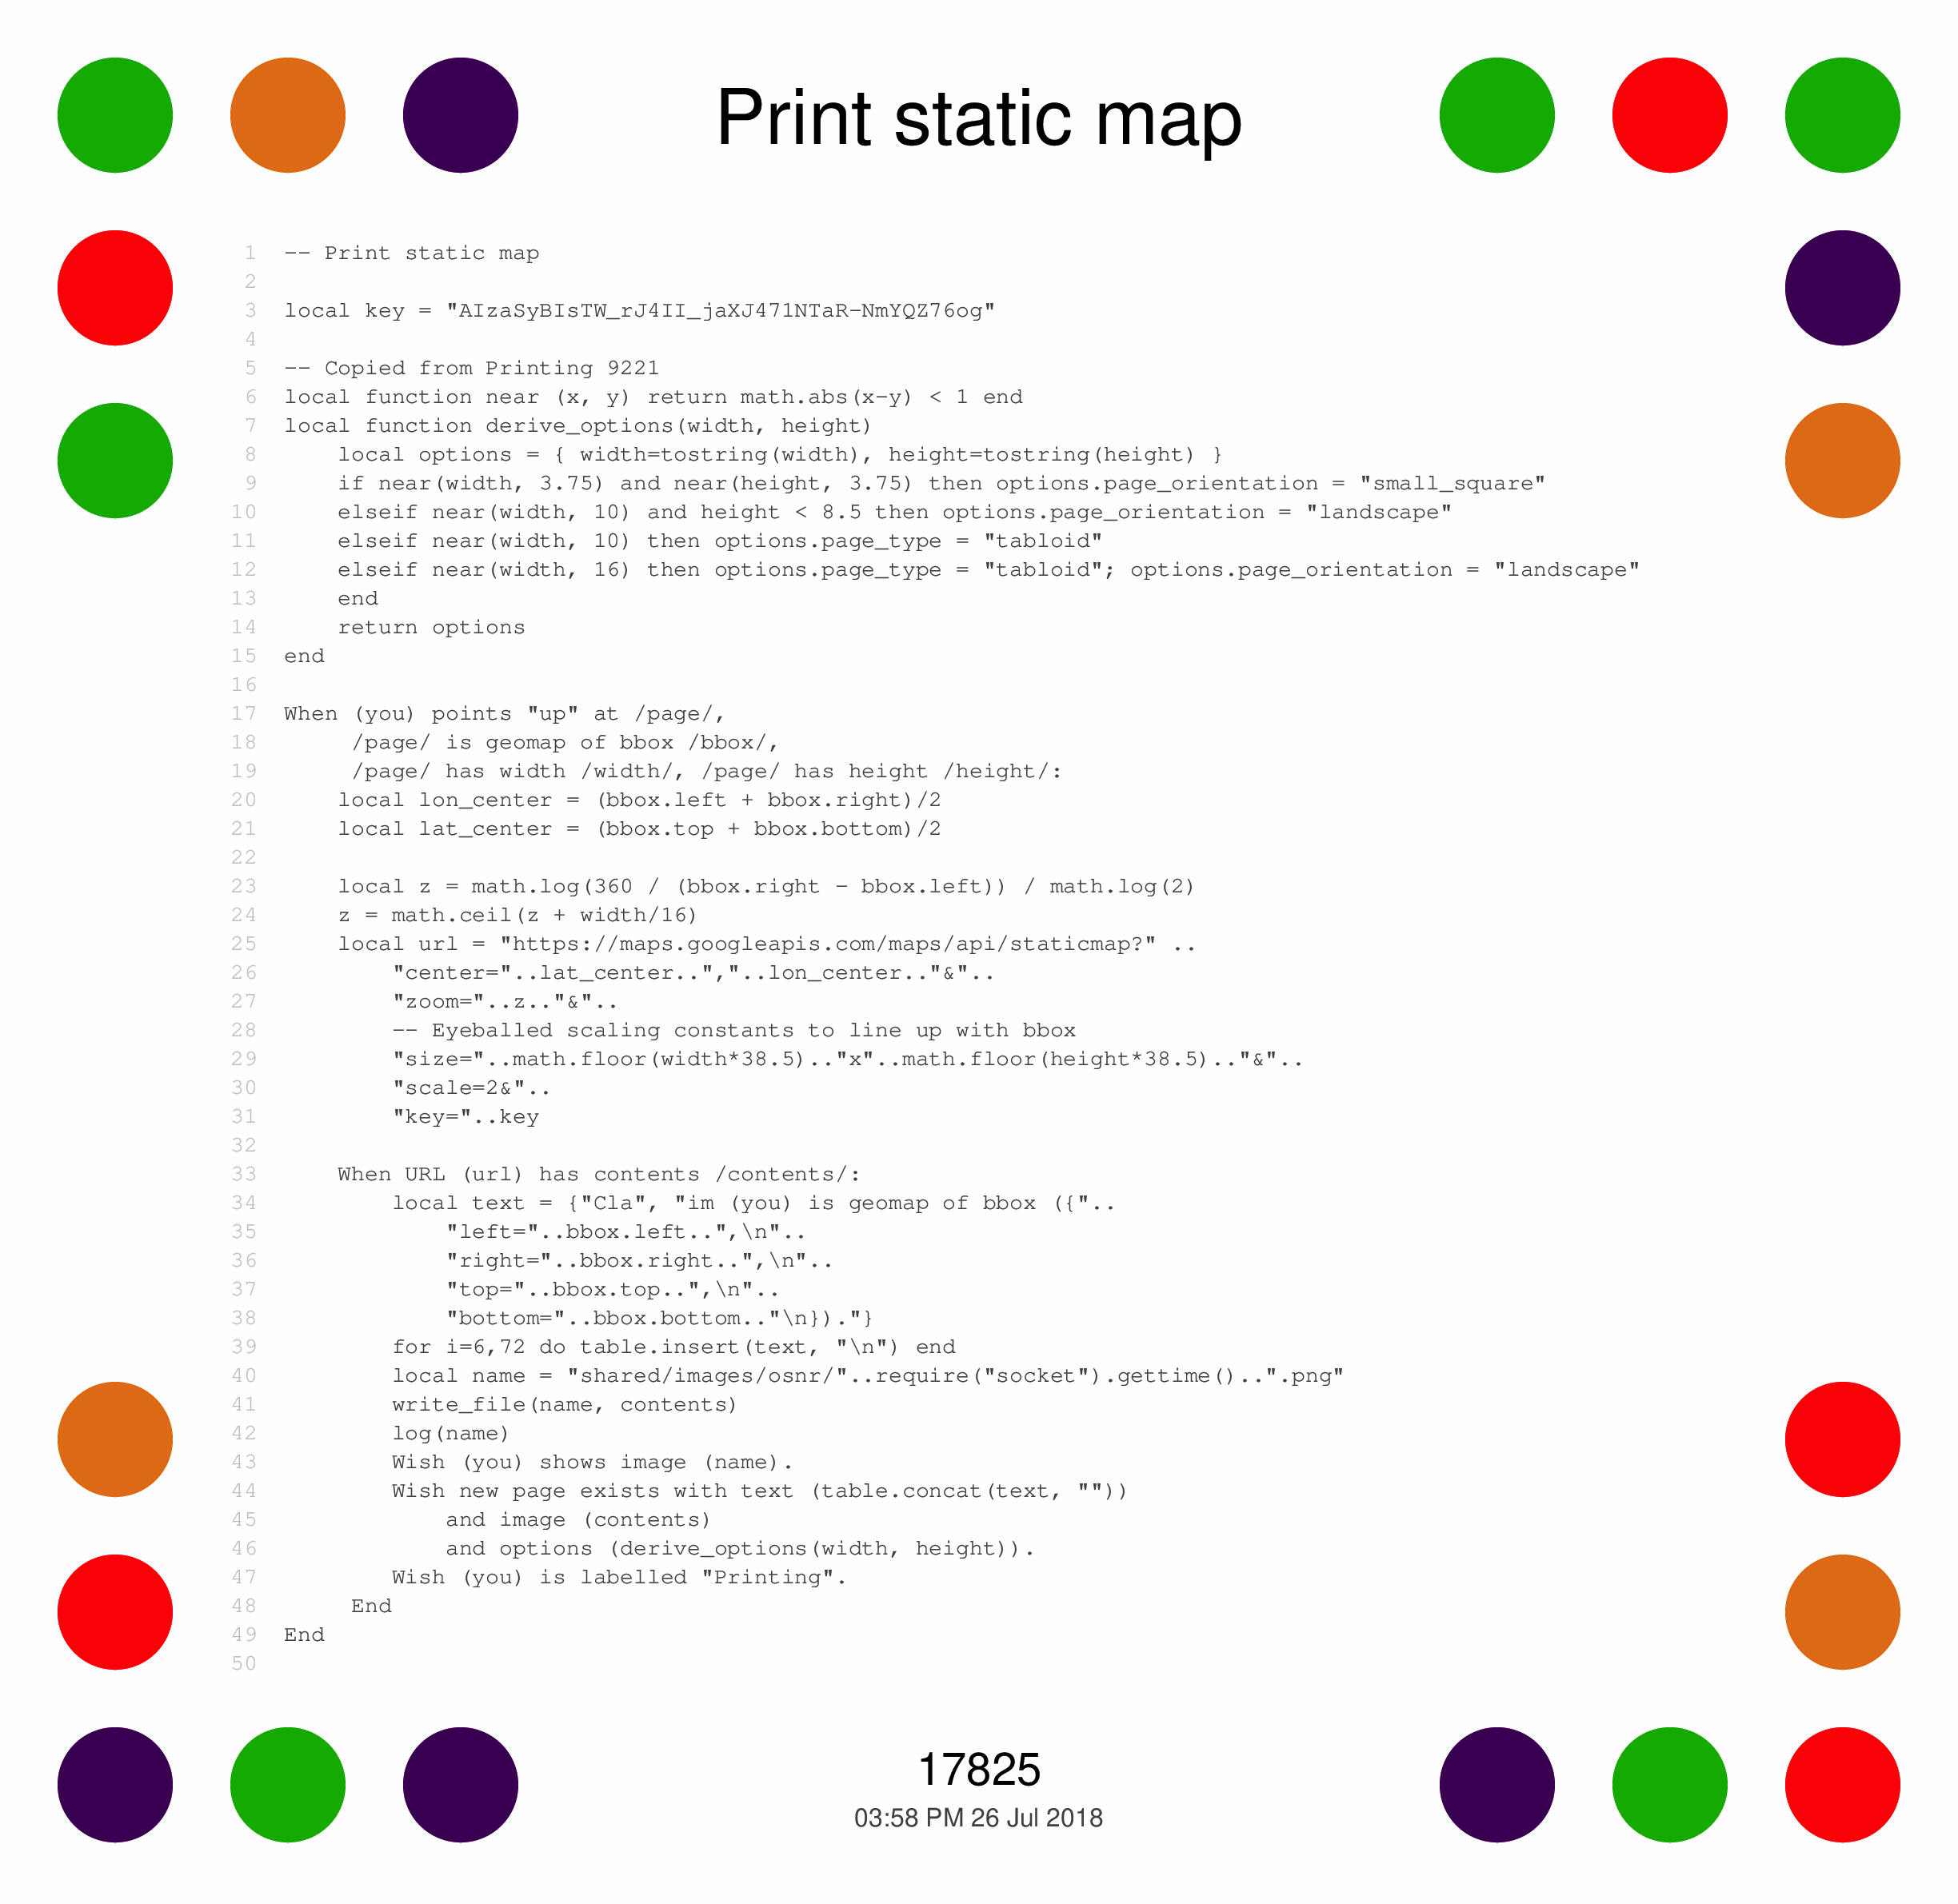 Print static map
1 -- Print static map
2
3 local key = "AIzaSyBIsTW_rJ4II_jaXJ471NTaR-NmYQZ76og"
4
5 -- Copied from Printing 9221
6 local function near (x, y) return math.abs(x-y) < 1 end
7 local function derive_options(width, height)
8     local options = { width=tostring(width), height=tostring(height) }
9     if near(width, 3.75) and near(height, 3.75) then options.page_orientation = "small_square"
10     elseif near(width, 10) and height < 8.5 then options.page_orientation = "landscape"
11     elseif near(width, 10) then options.page_type = "tabloid"
12     elseif near(width, 16) then options.page_type = "tabloid"; options.page_orientation = "landscape"
13     end
14     return options
15 end
16
17 When (you) points "up" at /page/,
18      /page/ is geomap of bbox /bbox/,
19      /page/ has width /width/, /page/ has height /height/:
20     local lon_center = (bbox.left + bbox.right)/2
21     local lat_center = (bbox.top + bbox.bottom)/2
22
23     local z = math.log(360 / (bbox.right - bbox.left)) / math.log(2)
24     z = math.ceil(z + width/16)
25     local url = "https://maps.googleapis.com/maps/api/staticmap?" ..
26         "center="..lat_center..","..lon_center.."&"..
27         "zoom="..z.."&"..
28         -- Eyeballed scaling constants to line up with bbox
29         "size="..math.floor(width*38.5).."x"..math.floor(height*38.5).."&"..
30         "scale=2&"..
31         "key="..key
32
33     When URL (url) has contents /contents/:
34         local text = {"Cla", "im (you) is geomap of bbox ({"..
35             "left="..bbox.left..",\n"..
36             "right="..bbox.right..",\n"..
37             "top="..bbox.top..",\n"..
38             "bottom="..bbox.bottom.."\n})."}
39         for i=6,72 do table.insert(text, "\n") end
40         local name = "shared/images/osnr/"..require("socket").gettime()..".png"
41         write_file(name, contents)
42         log(name)
43         Wish (you) shows image (name).
44         Wish new page exists with text (table.concat(text, ""))
45             and image (contents)
46             and options (derive_options(width, height)).
47         Wish (you) is labelled "Printing".
48      End
49 End
50
17825
03:58 PM 26 Jul 2018